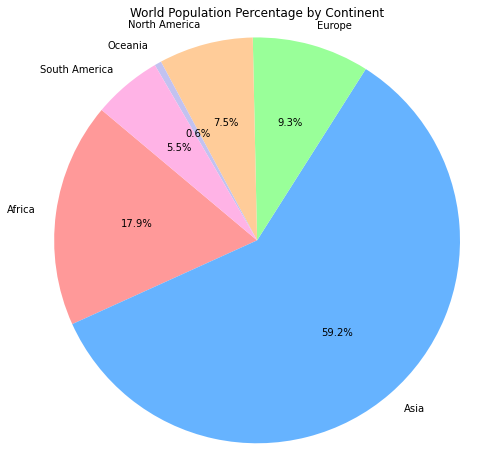 World Population Percentage by Continent
North America
Europe
Oceania
South America
7.5%
9.3%
0.6%
5.5%
Africa
17.9%
59.2%
Asia